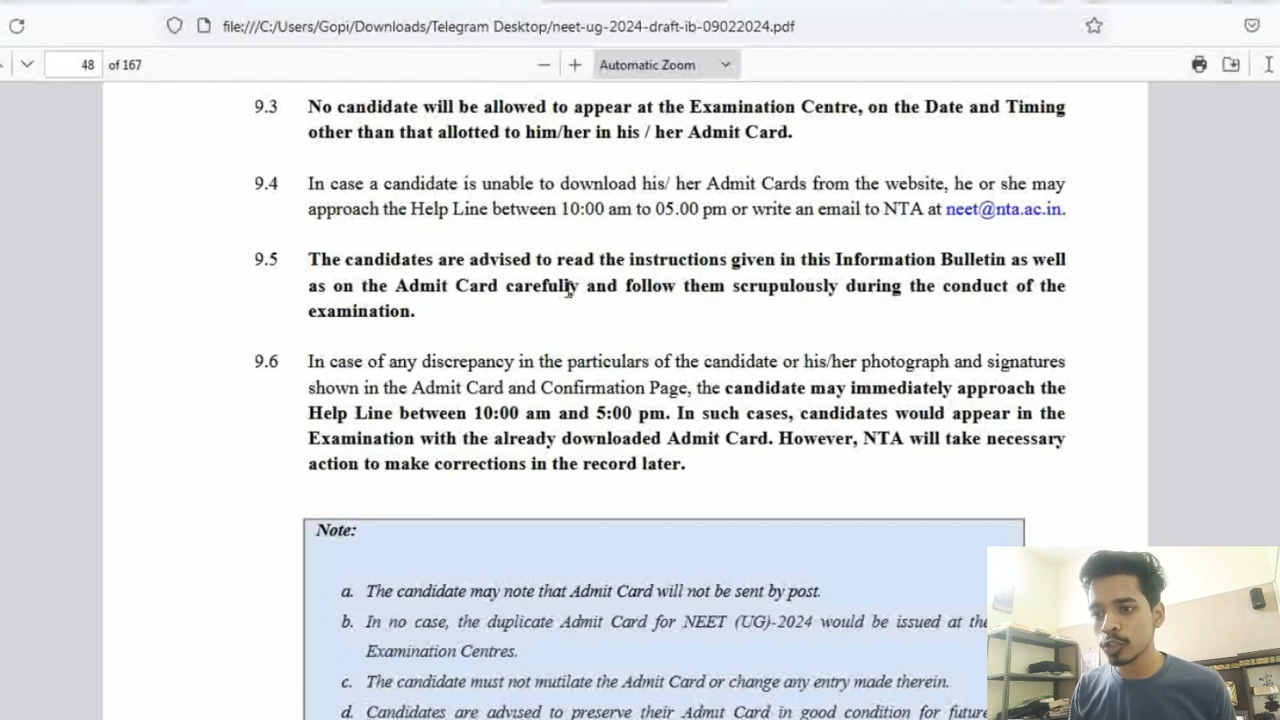 file:///C:/Users/Gopi/Downloads/Telegram Desktop/neet-ug-2024-draft-ib-09022024.pdf
48 of 167
Automatic Zoom
9.3 No candidate will be allowed to appear at the Examination Centre, on the Date and Timing
other than that allotted to him/her in his / her Admit Card.
9.4 In case a candidate is unable to download his/ her Admit Cards from the website, he or she may
approach the Help Line between 10:00 am to 05.00 pm or write an email to NTA at neet@nta.ac.in.
9.5 The candidates are advised to read the instructions given in this Information Bulletin as well
as on the Admit Card carefully and follow them scrupulously during the conduct of the
examination.
9.6 In case of any discrepancy in the particulars of the candidate or his/her photograph and signatures
shown in the Admit Card and Confirmation Page, the candidate may immediately approach the
Help Line between 10:00 am and 5:00 pm. In such cases, candidates would appear in the
Examination with the already downloaded Admit Card. However, NTA will take necessary
action to make corrections in the record later.
Note:
a. The candidate may note that Admit Card will not be sent by post.
b. In no case, the duplicate Admit Card for NEET (UG)-2024 would be issued at the
Examination Centres.
c. The candidate must not mutilate the Admit Card or change any entry made therein.
d. Candidates are advised to preserve their Admit Card in good condition for future